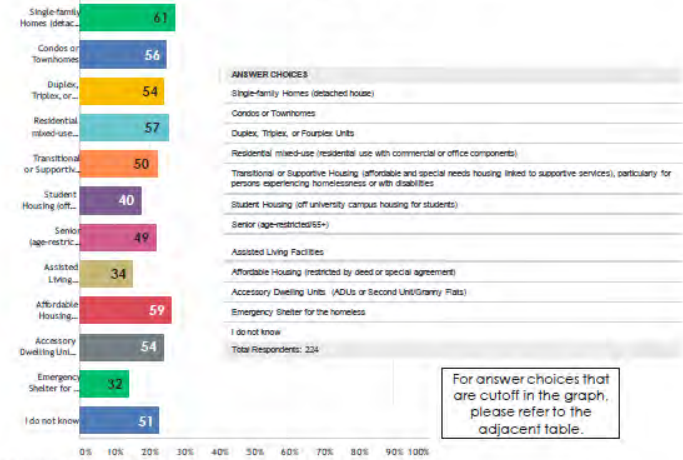 Single-family
Homes (detac...
61
Condos or
Townhomes
56
Duplex,
Triplex, or...
54
Residential
mixed-use...
57
Transitional
or Supportiv...
50
Student
Housing (off...
40
Senior
(age-restric...
49
Assisted
Living...
34
Affordable
Housing...
59
Accessory
Dwelling Uni...
54
Emergency
Shelter for ...
32
I do not know
51
0% 10% 20% 30% 40% 50% 60% 70% 80% 90% 100%
ANSWER CHOICES
Single-family Homes (detached house)
Condos or Townhomes
Duplex, Triplex, or Fourplex Units
Residential mixed-use (residential use with commercial or office components)
Transitional or Supportive Housing (affordable and special needs housing linked to supportive services), particularly for
persons experiencing homelessness or with disabilities
Student Housing (off university campus housing for students)
Senior (age-restricted/55+)
Assisted Living Facilities
Affordable Housing (restricted by deed or special agreement)
Accessory Dwelling Units (ADUs or Second Unit/Granny Flats)
Emergency Shelter for the homeless
I do not know
Total Respondents: 224
For answer choices that
are cutoff in the graph,
please refer to the
adjacent table.